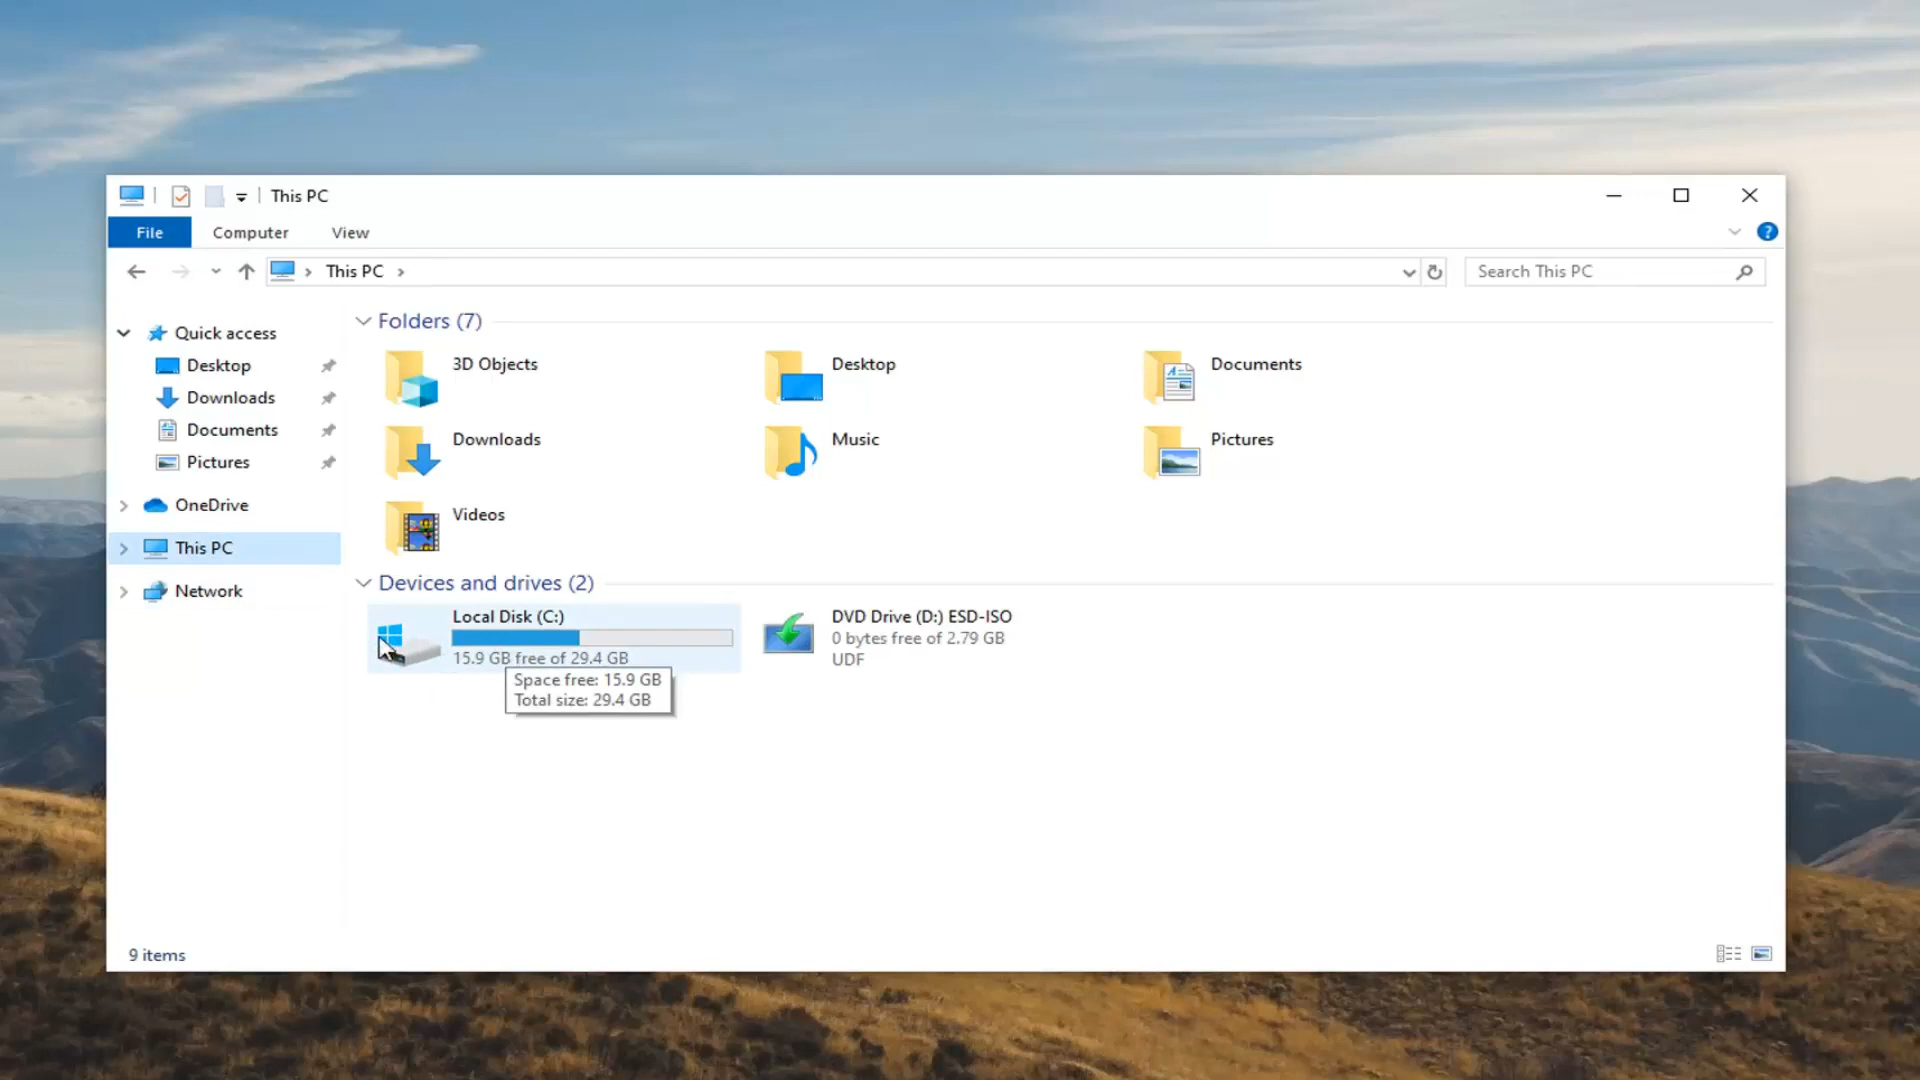 This PC
File
Computer
View
This PC
Search This PC
Quick access
Desktop
Downloads
Documents
Pictures
OneDrive
This PC
Network
Folders (7)
3D Objects
Desktop
Documents
Downloads
Music
Pictures
Videos
Devices and drives (2)
Local Disk (C:)
15.9 GB free of 29.4 GB
Space free: 15.9 GB
Total size: 29.4 GB
DVD Drive (D:) ESD-ISO
0 bytes free of 2.79 GB
UDF
9 items